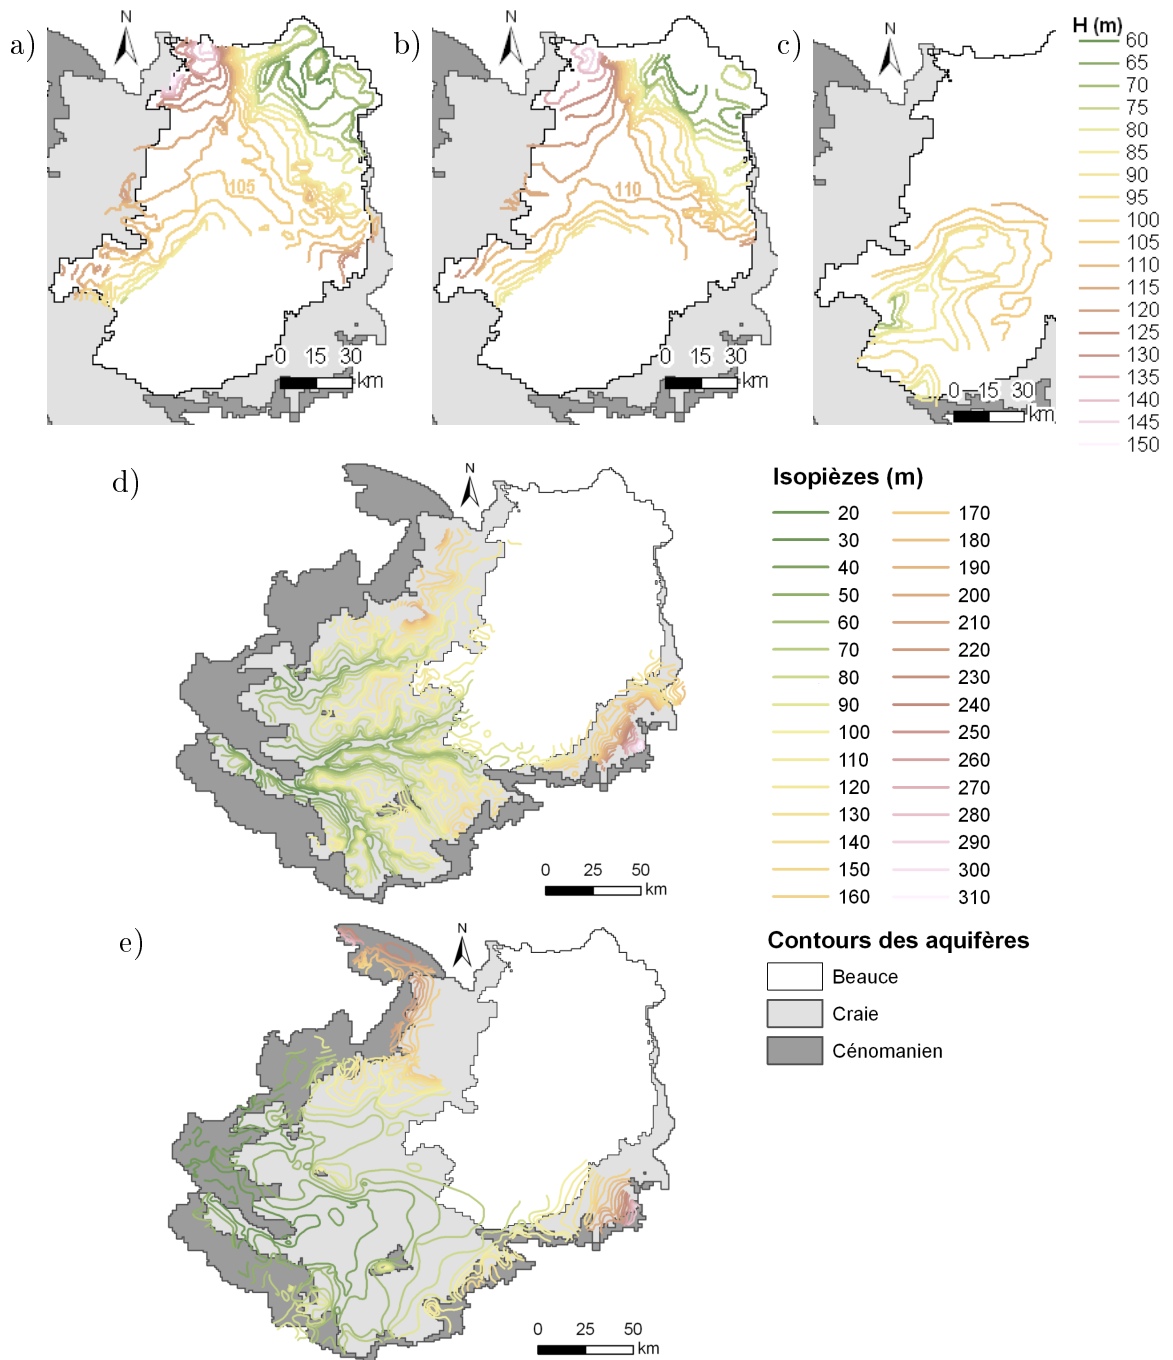 a)
N
105
0 15 30
km
b)
N
110
0 15 30
km
c)
N
0 15 30
km
H (m)
60
65
70
75
80
85
90
95
100
105
110
115
120
125
130
135
140
145
150
d)
N
0 25 50
km
Isopièzes (m)
20 170
30 180
40 190
50 200
60 210
70 220
80 230
90 240
100 250
110 260
120 270
130 280
140 290
150 300
160 310
e)
N
0 25 50
km
Contours des aquifères
Beauce
Craie
Cénomanien